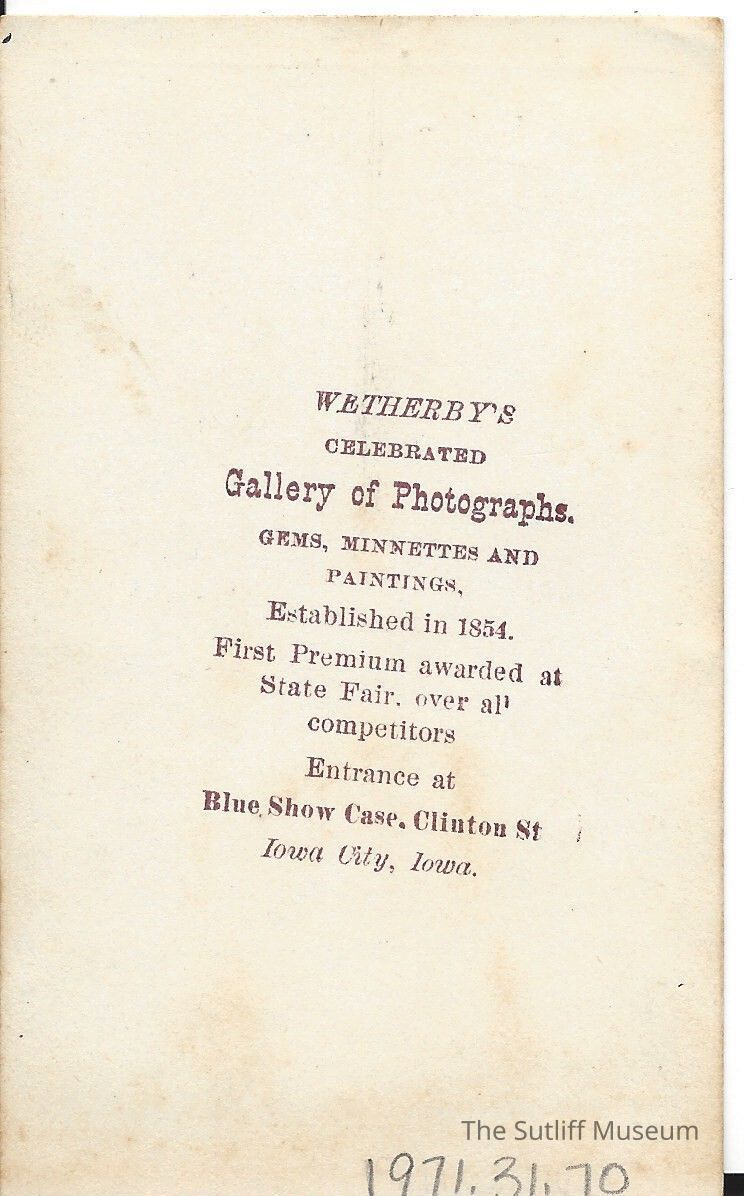 WETHERBY'S
CELEBRATED
Gallery of Photographs.
GEMS, MINNETTES AND
PAINTINGS,
Established in 1854.
First Premium awarded at
State Fair. over all
competitors
Entrance at
Blue Show Case. Clinton St
Iowa City, Iowa.
The Sutliff Museum
1971.31.70